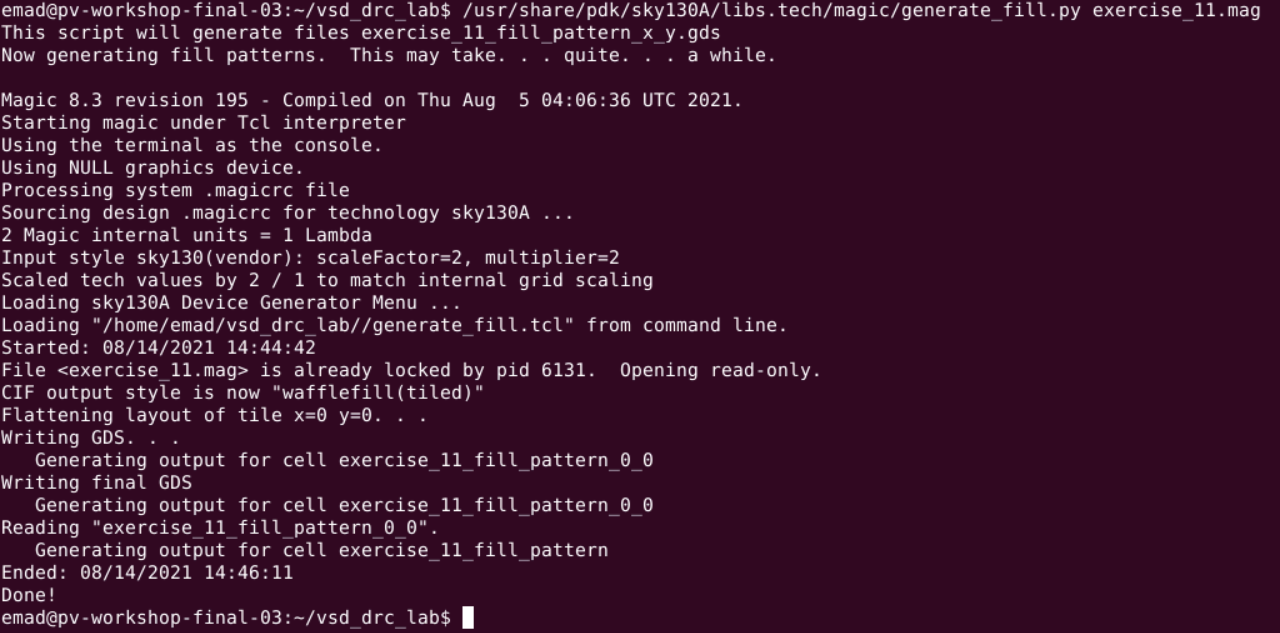 emad@pv-workshop-final-03:~/vsd_drc_lab$ /usr/share/pdk/sky130A/libs.tech/magic/generate_fill.py exercise_11.mag
This script will generate files exercise_11_fill_pattern_x_y.gds
Now generating fill patterns.  This may take. . . quite. . . a while.

Magic 8.3 revision 195 - Compiled on Thu Aug  5 04:06:36 UTC 2021.
Starting magic under Tcl interpreter
Using the terminal as the console.
Using NULL graphics device.
Processing system .magicrc file
Sourcing design .magicrc for technology sky130A ...
2 Magic internal units = 1 Lambda
Input style sky130(vendor): scaleFactor=2, multiplier=2
Scaled tech values by 2 / 1 to match internal grid scaling
Loading sky130A Device Generator Menu ...
Loading "/home/emad/vsd_drc_lab//generate_fill.tcl" from command line.
Started: 08/14/2021 14:44:42
File <exercise_11.mag> is already locked by pid 6131.  Opening read-only.
CIF output style is now "wafflefill(tiled)"
Flattening layout of tile x=0 y=0. . .
Writing GDS. . .
   Generating output for cell exercise_11_fill_pattern_0_0
Writing final GDS
   Generating output for cell exercise_11_fill_pattern_0_0
Reading "exercise_11_fill_pattern_0_0".
   Generating output for cell exercise_11_fill_pattern
Ended: 08/14/2021 14:46:11
Done!
emad@pv-workshop-final-03:~/vsd_drc_lab$